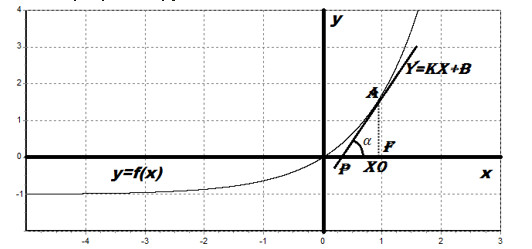 4
y
3
Y=KX+B
2
A
1
α
F
0
P
X0
x
y=f(x)
-1
-4 -3 -2 -1 0 1 2 3